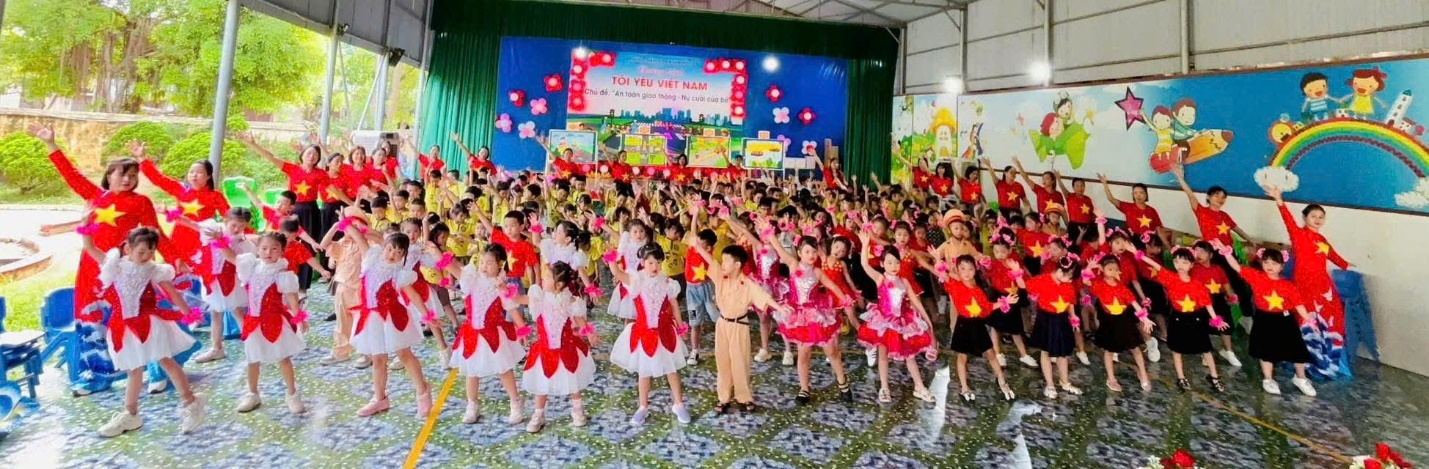 TÔI YÊU VIỆT NAM
Chủ đề: "An toàn giao thông - Nụ cười của bé"